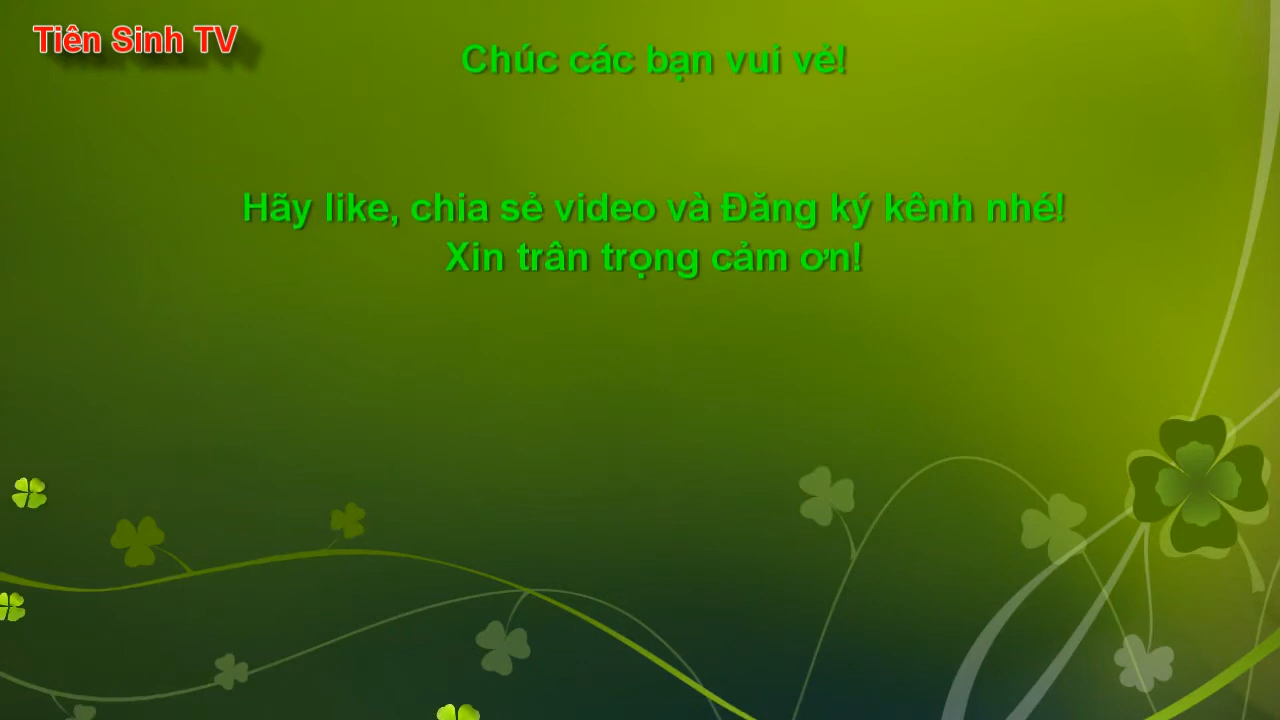 Tiên Sinh TV
Chúc các bạn vui vẻ!
Hãy like, chia sẻ video và Đăng ký kênh nhé!
Xin trân trọng cảm ơn!